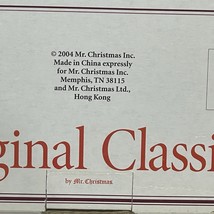 © 2004 Mr. Christmas Inc.
Made in China expressly
for Mr. Christmas Inc.
Memphis, TN 38115
and Mr. Christmas Ltd.,
Hong Kong
ginal Classi
by Mr. Christmas